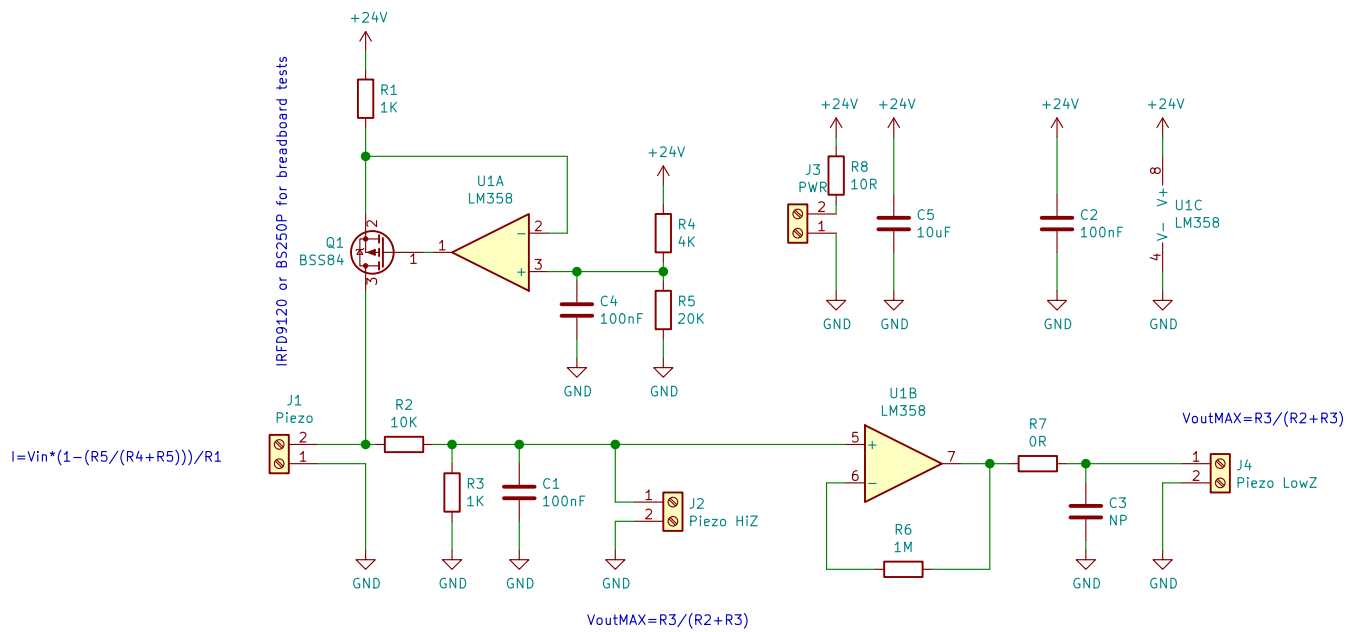 +24V
R1
1K
IRFD9120 or BS250P for breadboard tests
U1A
LM358
+24V
2
−
1
3
+
R4
4K
Q1
BSS84
2
1
3
C4
100nF
R5
20K
GND
GND
+24V
+24V
+24V
+24V
J3
PWR
R8
10R
2
1
C5
10uF
C2
100nF
8
V+
U1C
LM358
V−
4
GND
GND
GND
GND
J1
Piezo
2
1
I=Vin*(1-(R5/(R4+R5)))/R1
R2
10K
R3
1K
C1
100nF
1
2
J2
Piezo HiZ
GND
GND
GND
GND
VoutMAX=R3/(R2+R3)
U1B
LM358
5
+
6
−
7
R6
1M
R7
0R
VoutMAX=R3/(R2+R3)
1
2
J4
Piezo LowZ
C3
NP
GND
GND